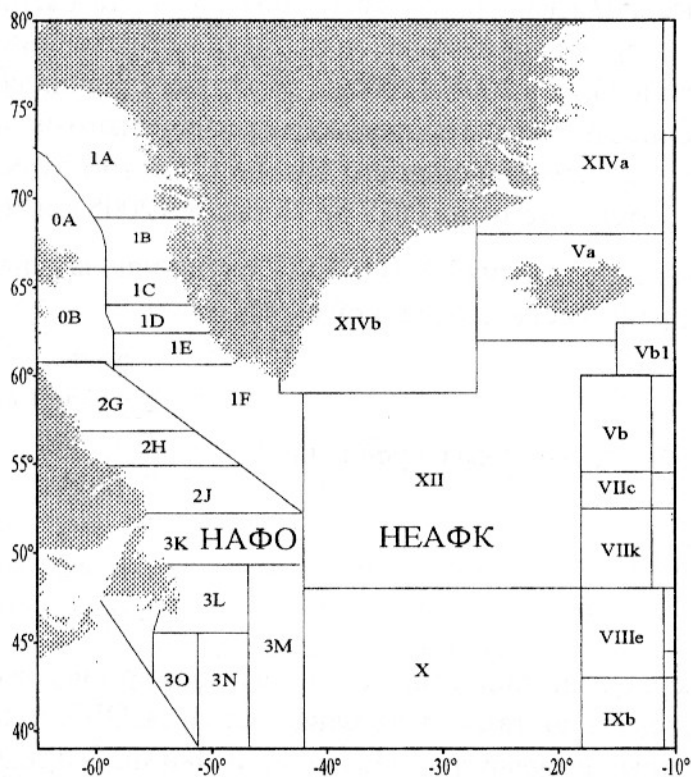 80°
75°
1A
XIVa
70°
0A
1B
Va
65°
1C
0B
1D
XIVb
1E
Vb1
60°
1F
2G
Vb
2H
55°
XII
VIIc
2J
3K НАФО
НЕАФК
VIIk
50°
3L
3M
VIIIe
45°
3O
3N
X
IXb
40°
-60°
-50°
-40°
-30°
-20°
-10°